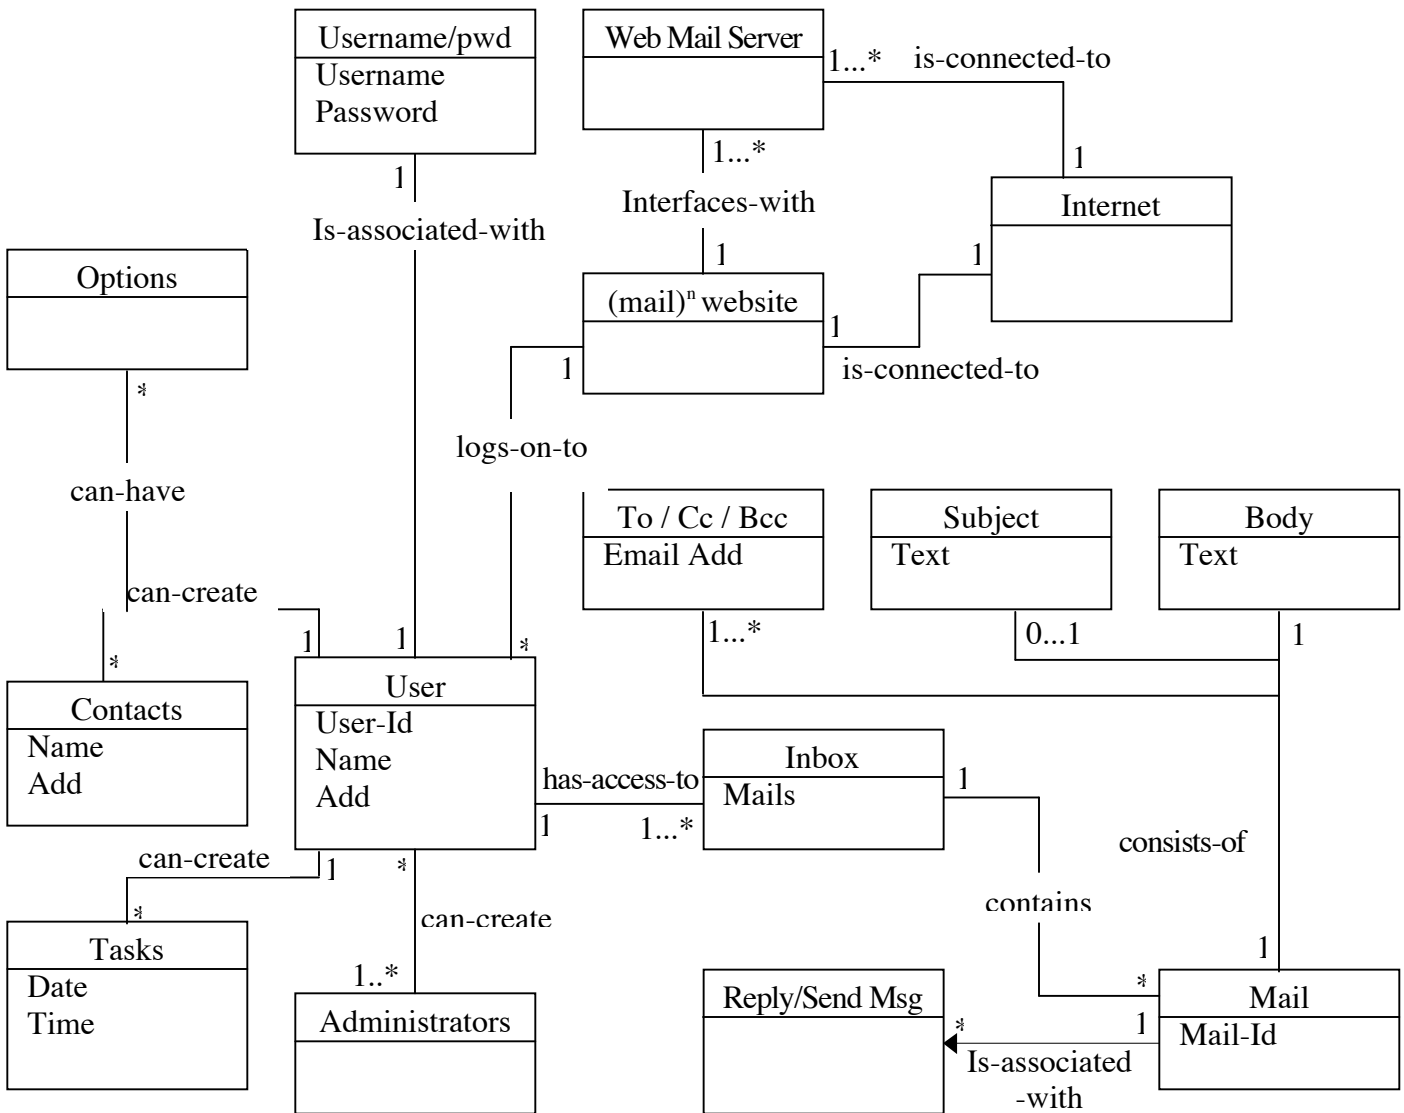 Username/pwd
Username
Password
1
Is-associated-with
Web Mail Server
1...*
is-connected-to
1...*
Interfaces-with
1
1
Internet
1
(mail)ⁿ website
1
is-connected-to
1
logs-on-to
Options
*
can-have
can-create
*
1
1
*
Contacts
Name
Add
To / Cc / Bcc
Email Add
1...*
Subject
Text
0...1
Body
Text
1
User
User-Id
Name
Add
has-access-to
1
1...*
Inbox
Mails
1
contains
consists-of
1
*
can-create
1
*
Tasks
Date
Time
*
can-create
1..*
Administrators
Reply/Send Msg
*
1
Is-associated
-with
Mail
Mail-Id